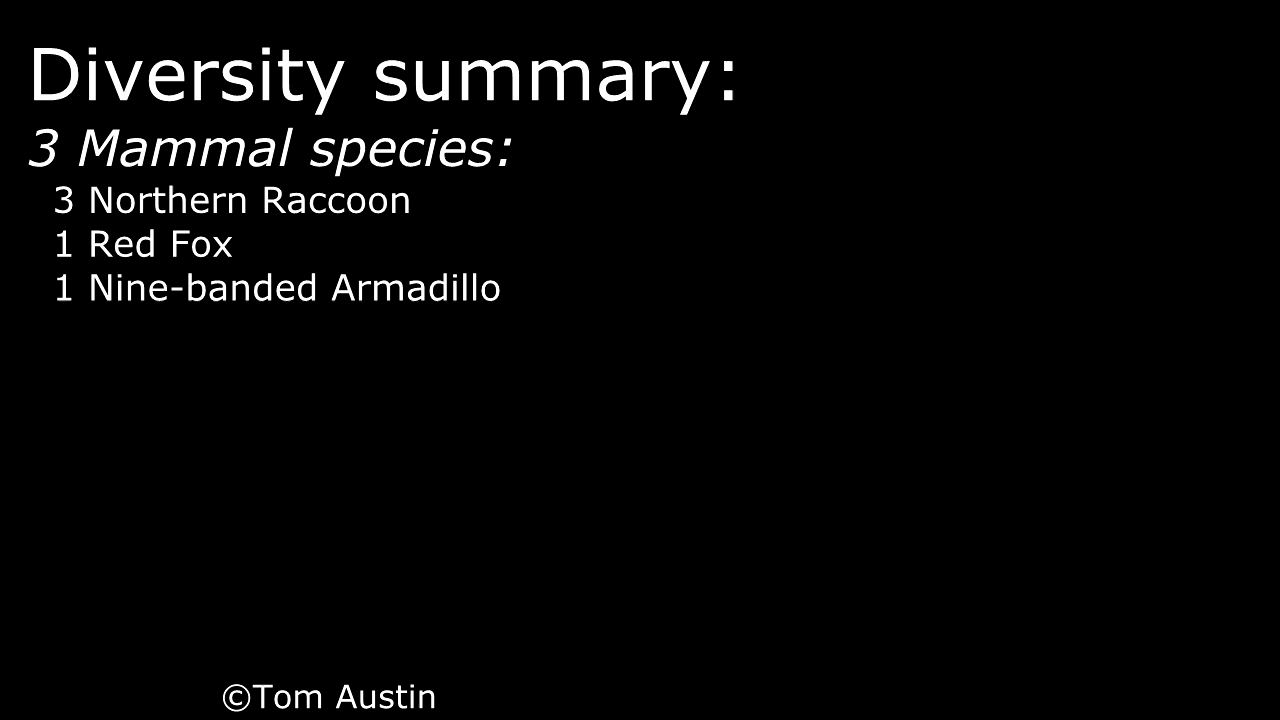 Diversity summary:
3 Mammal species:
3 Northern Raccoon
1 Red Fox
1 Nine-banded Armadillo
©Tom Austin